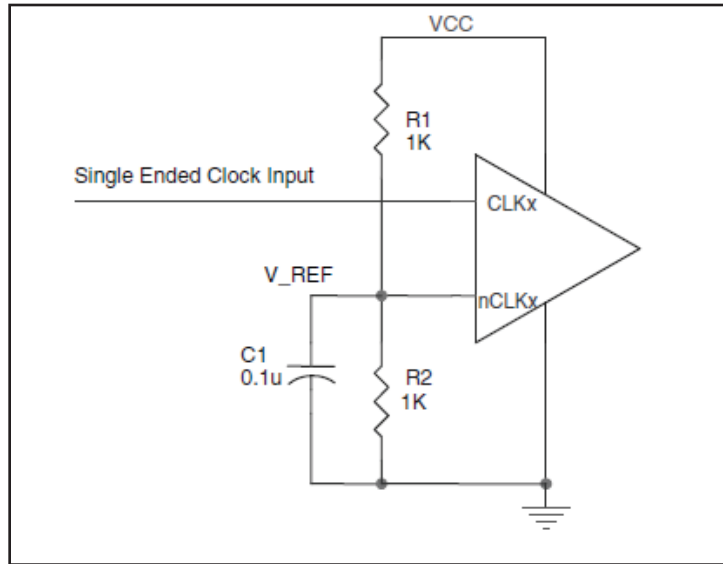 VCC
R1
1K
Single Ended Clock Input
CLKx
V_REF
nCLKx
C1
0.1u
R2
1K